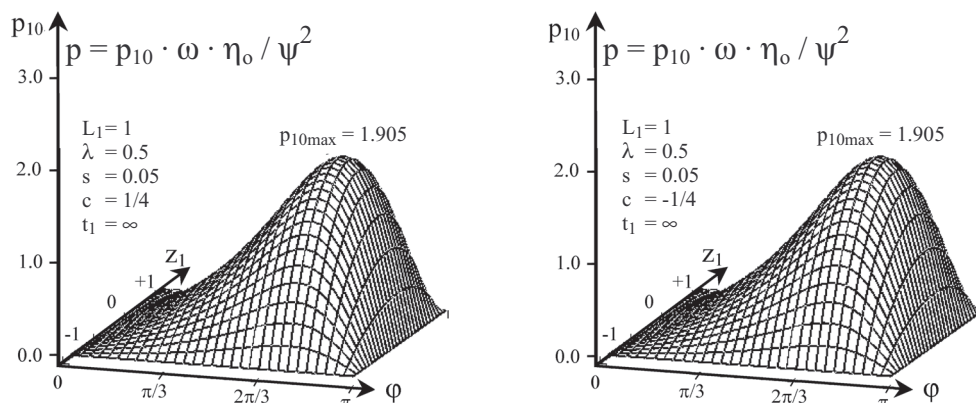 p₁₀
p = p₁₀ · ω · ηₒ / ψ²
3.0
L₁= 1
λ = 0.5
s = 0.05
c = 1/4
t₁ = ∞
p₁₀max = 1.905
2.0
1.0
0.0
z₁
+1
0
-1
0
π/3
2π/3
π
φ
p₁₀
p = p₁₀ · ω · ηₒ / ψ²
3.0
L₁= 1
λ = 0.5
s = 0.05
c = -1/4
t₁ = ∞
p₁₀max = 1.905
2.0
1.0
0.0
z₁
+1
0
-1
0
π/3
2π/3
π
φ